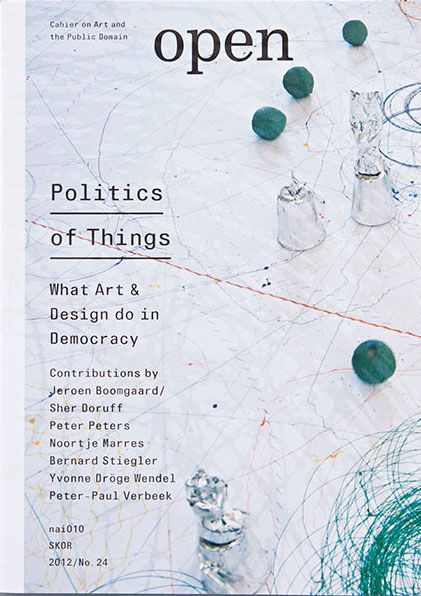 Cahier on Art and
the Public Domain
open
Politics
of Things
What Art &
Design do in
Democracy
Contributions by
Jeroen Boomgaard/
Sher Doruff
Peter Peters
Noortje Marres
Bernard Stiegler
Yvonne Dröge Wendel
Peter-Paul Verbeek
nai010
SKOR
2012/No. 24